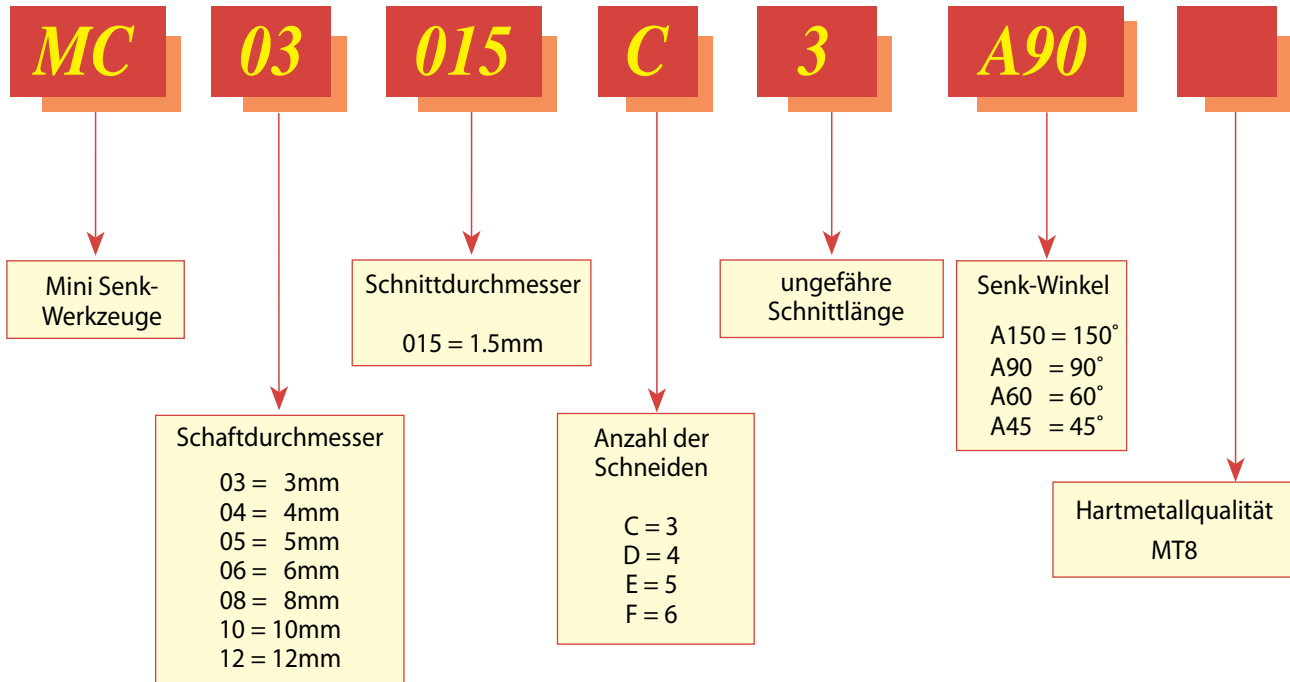 MC 03 015 C 3 A90
Mini Senk-
Werkzeuge
Schaftdurchmesser
03 = 3mm
04 = 4mm
05 = 5mm
06 = 6mm
08 = 8mm
10 = 10mm
12 = 12mm
Schnittdurchmesser
015 = 1.5mm
Anzahl der
Schneiden
C = 3
D = 4
E = 5
F = 6
ungefähre
Schnittlänge
Senk-Winkel
A150 = 150°
A90 = 90°
A60 = 60°
A45 = 45°
Hartmetallqualität
MT8